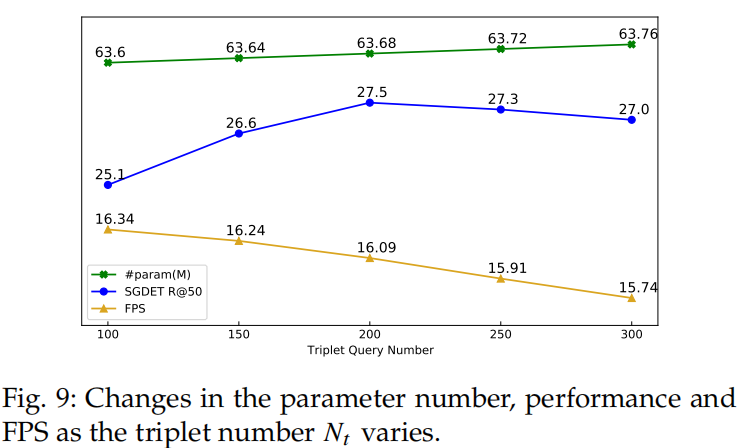 63.6 63.64 63.68 63.72 63.76
25.1 26.6 27.5 27.3 27.0
16.34 16.24 16.09 15.91 15.74
#param(M)
SGDET R@50
FPS
100 150 200 250 300
Triplet Query Number
Fig. 9: Changes in the parameter number, performance and
FPS as the triplet number Nt varies.